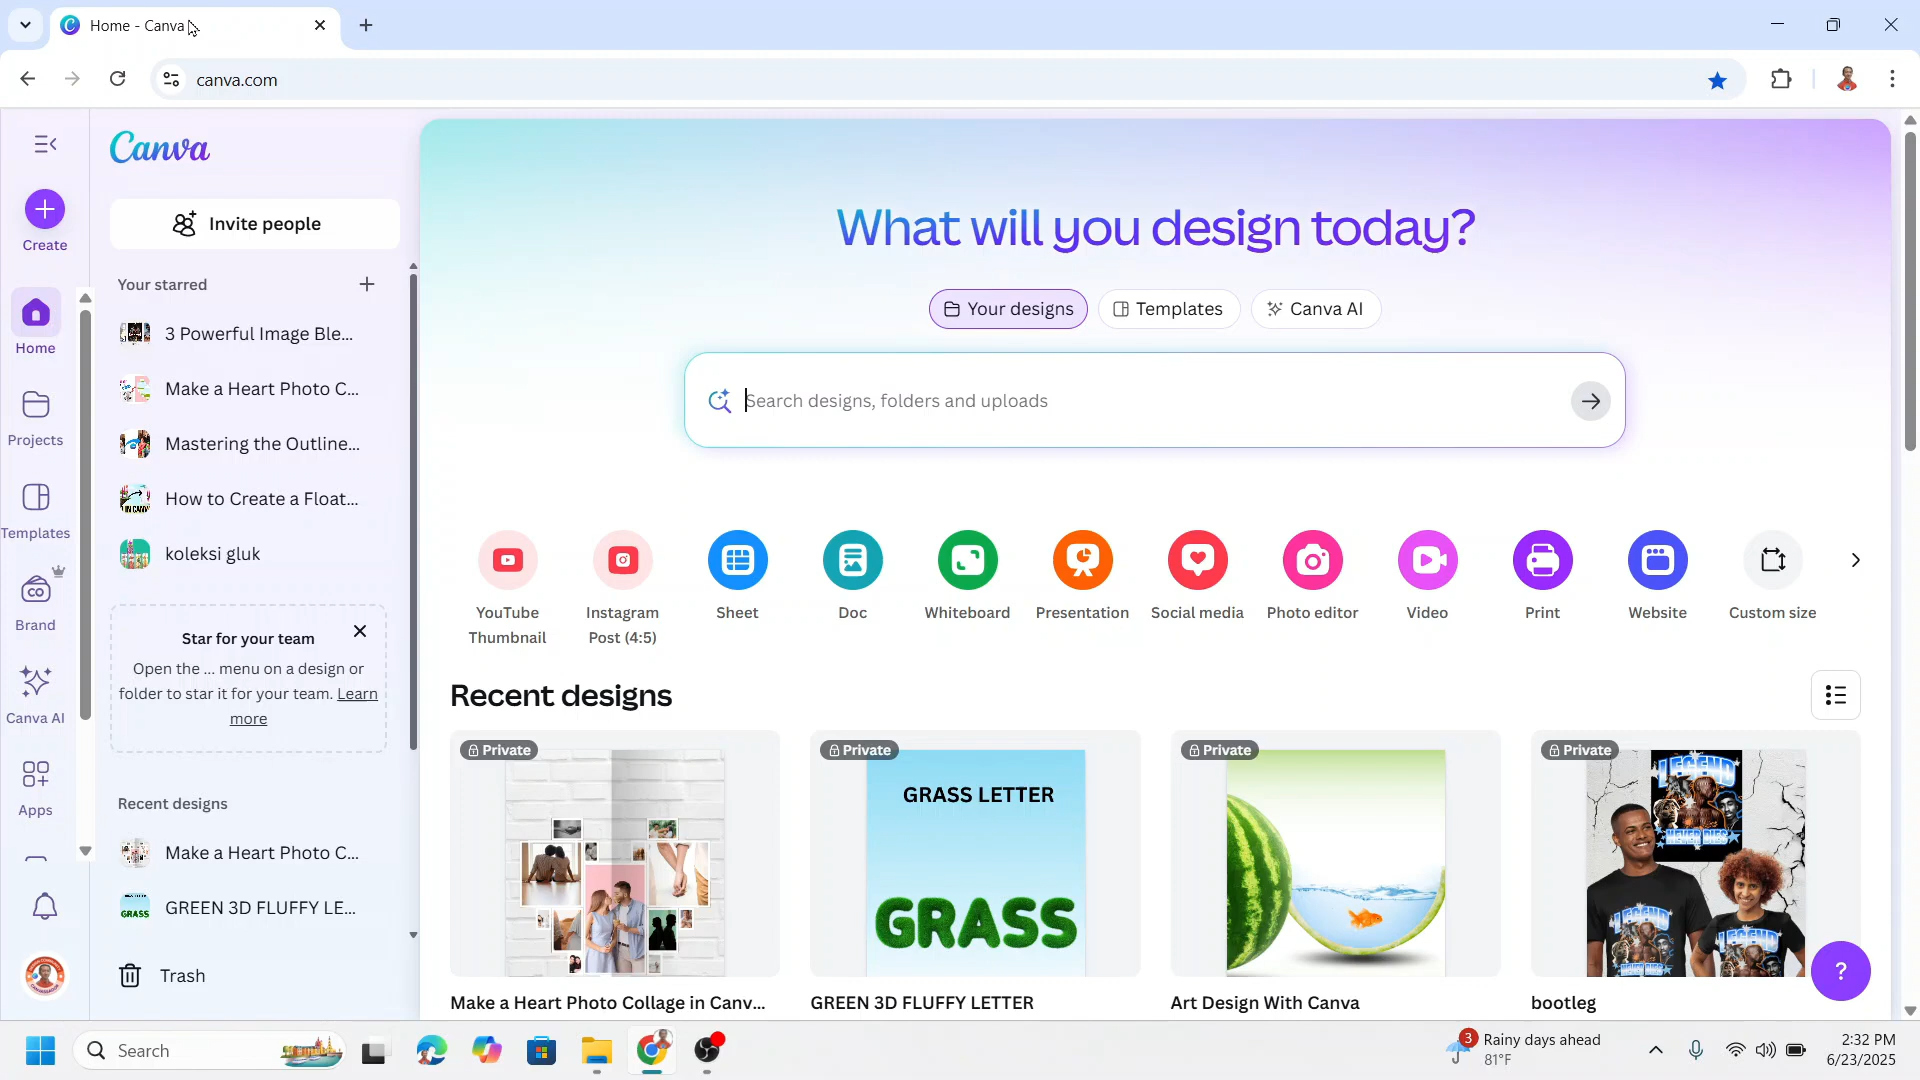 Home - Canva
canva.com
Canva
Create
Invite people
Your starred
3 Powerful Image Ble...
Make a Heart Photo C...
Mastering the Outline...
How to Create a Float...
koleksi gluk
Star for your team
Open the ... menu on a design or
folder to star it for your team. Learn
more
Recent designs
Make a Heart Photo C...
GREEN 3D FLUFFY LE...
Trash
Home
Projects
Templates
Brand
Canva AI
Apps
What will you design today?
Your designs
Templates
Canva AI
Search designs, folders and uploads
YouTube
Thumbnail
Instagram
Post (4:5)
Sheet
Doc
Whiteboard
Presentation
Social media
Photo editor
Video
Print
Website
Custom size
Recent designs
Private
Private
Private
Private
GRASS LETTER
GRASS
LEGEND
NEVER DIES
Make a Heart Photo Collage in Canv...
GREEN 3D FLUFFY LETTER
Art Design With Canva
bootleg
?
Search
3
Rainy days ahead
81°F
2:32 PM
6/23/2025